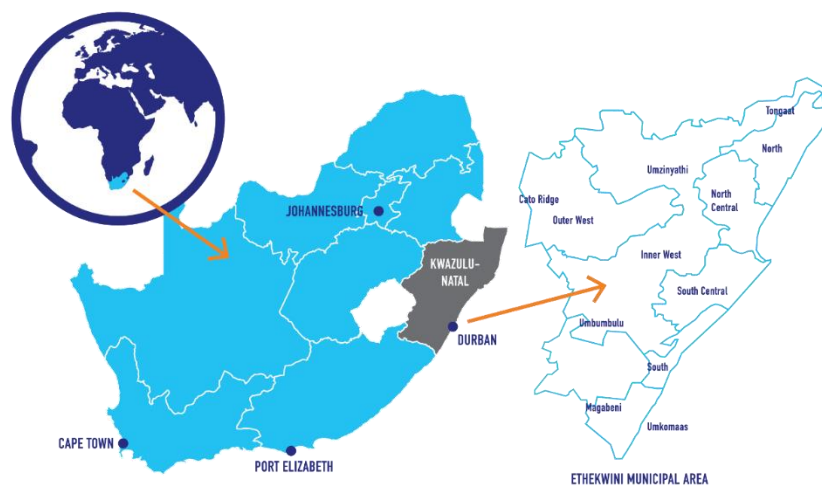 JOHANNESBURG
KWAZULU-
NATAL
DURBAN
CAPE TOWN
PORT ELIZABETH
Tongaat
North
Umzinyathi
North
Central
Cato Ridge
Outer West
Inner West
South Central
Umbumbulu
South
Magabeni
Umkomaas
ETHEKWINI MUNICIPAL AREA